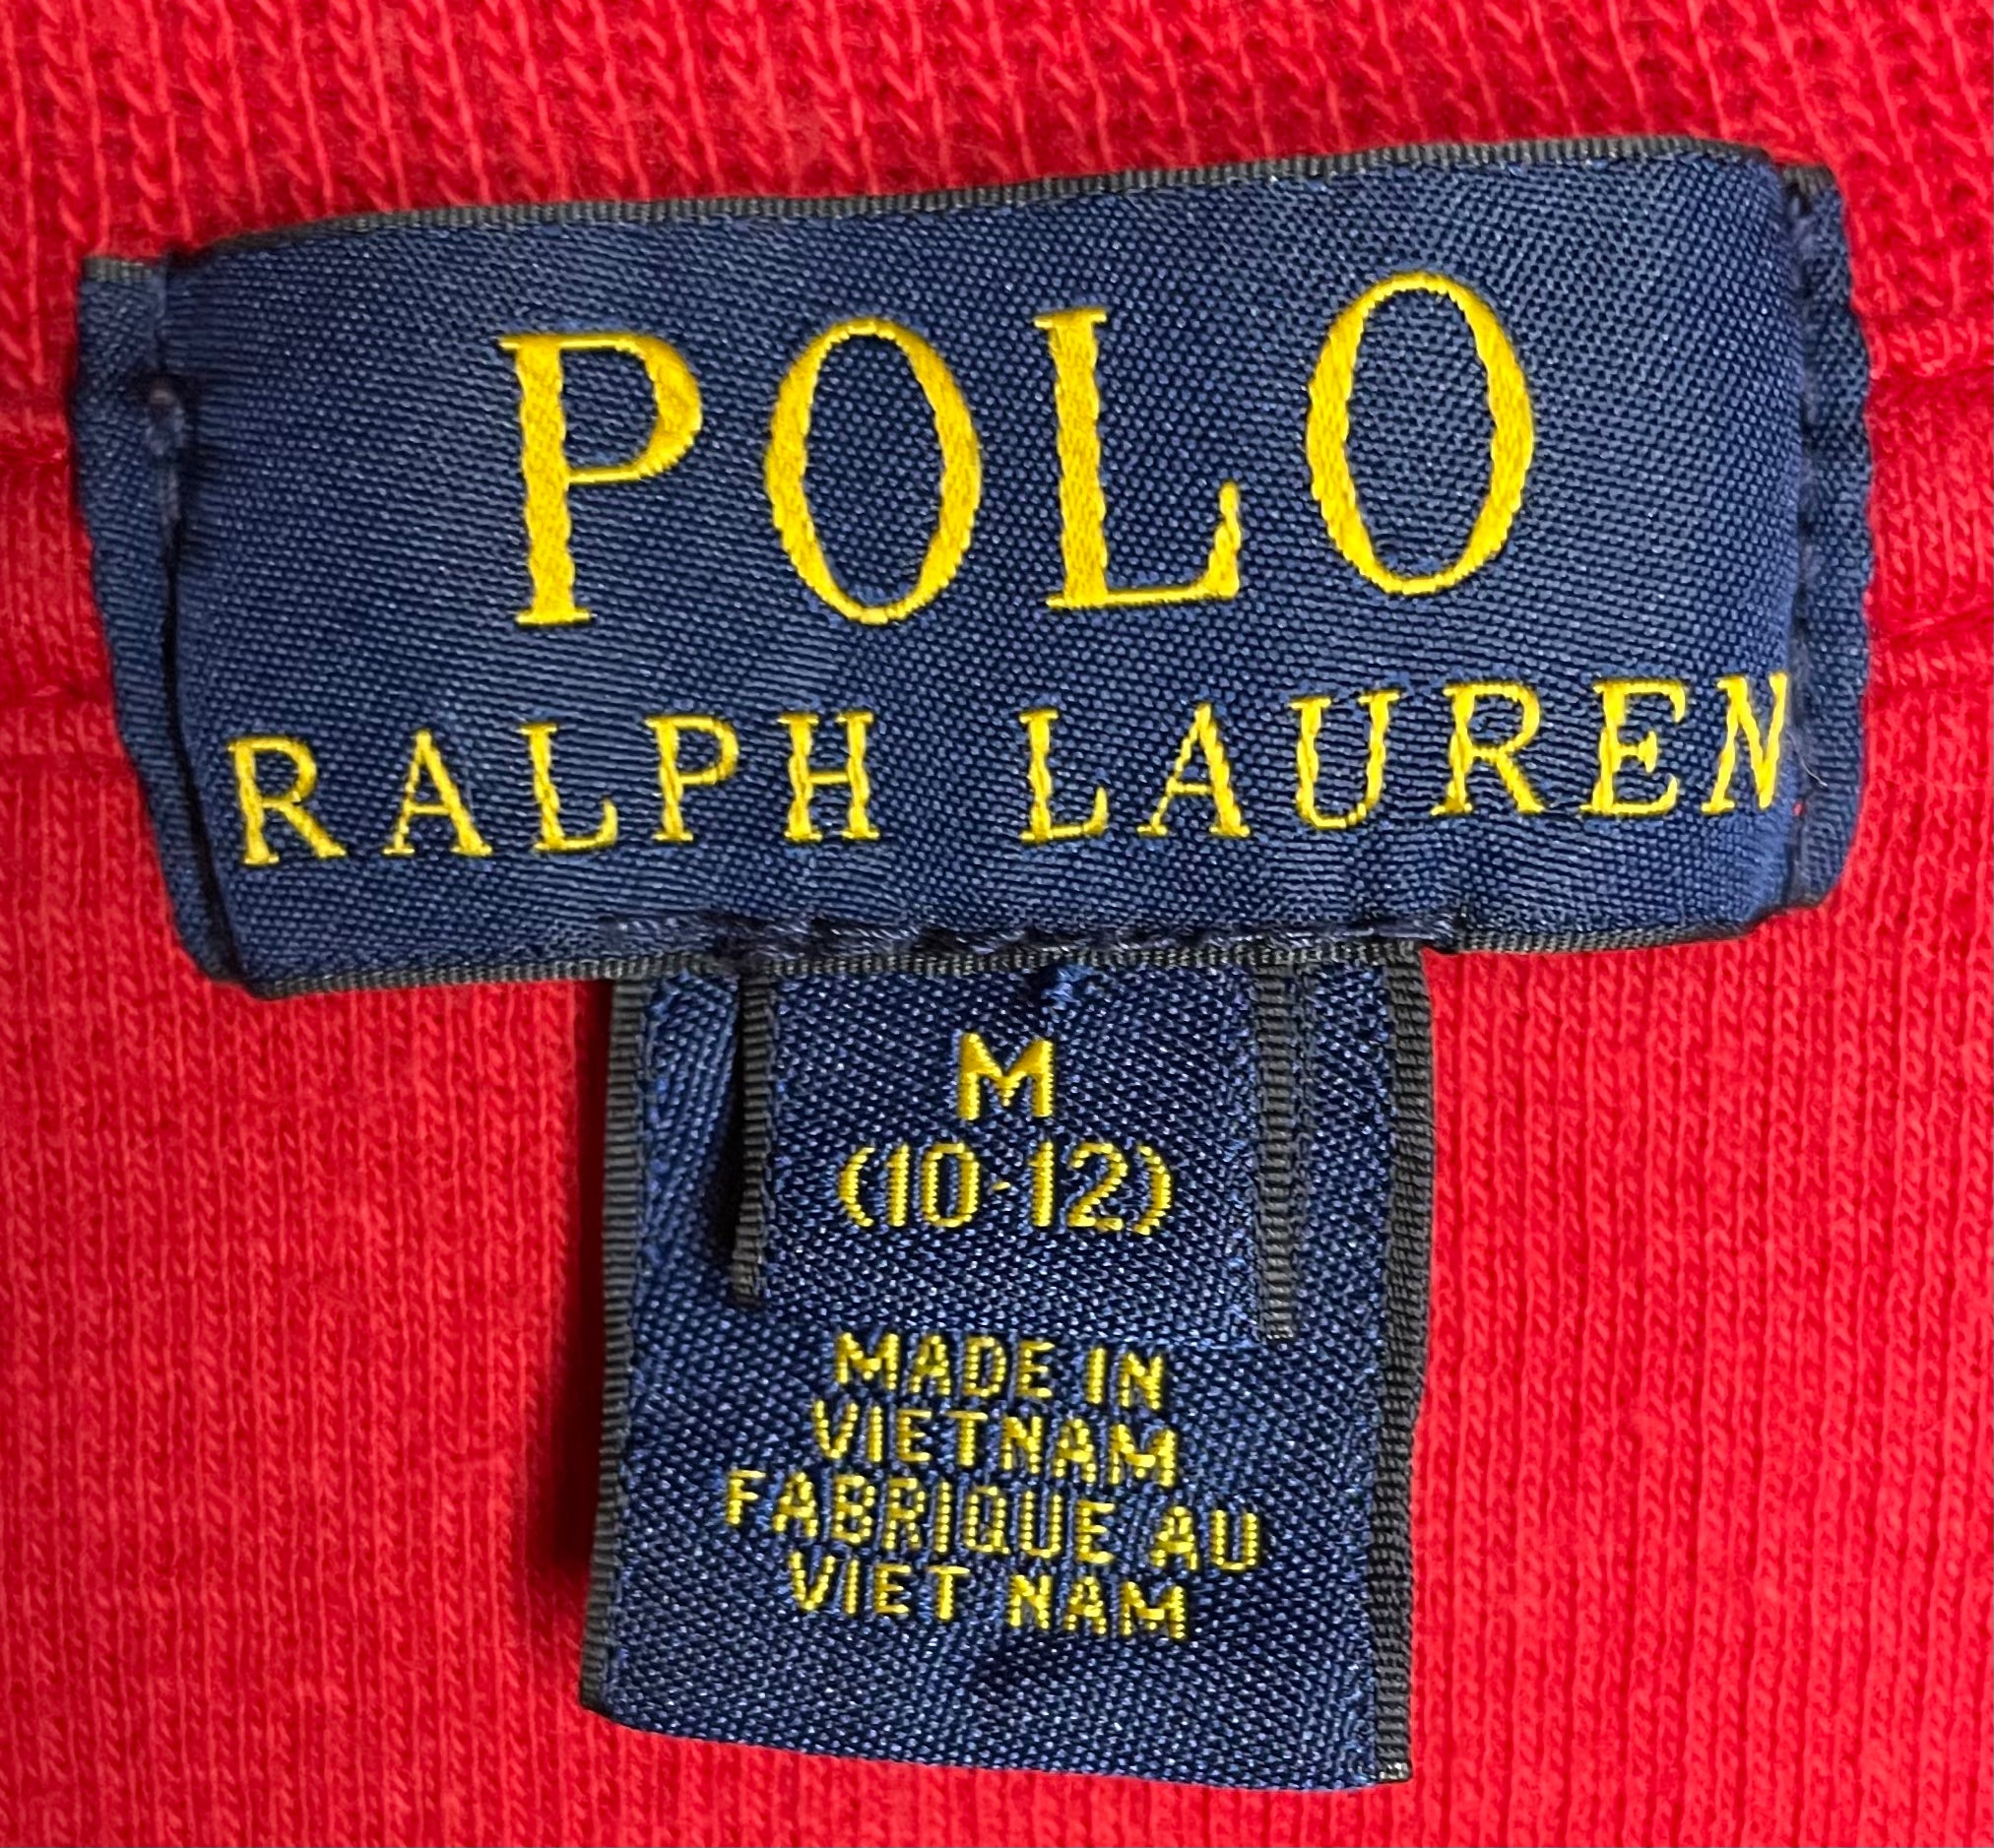 POLO
RALPH LAUREN
M
(10-12)
MADE IN
VIETNAM
FABRIQUE AU
VIET NAM